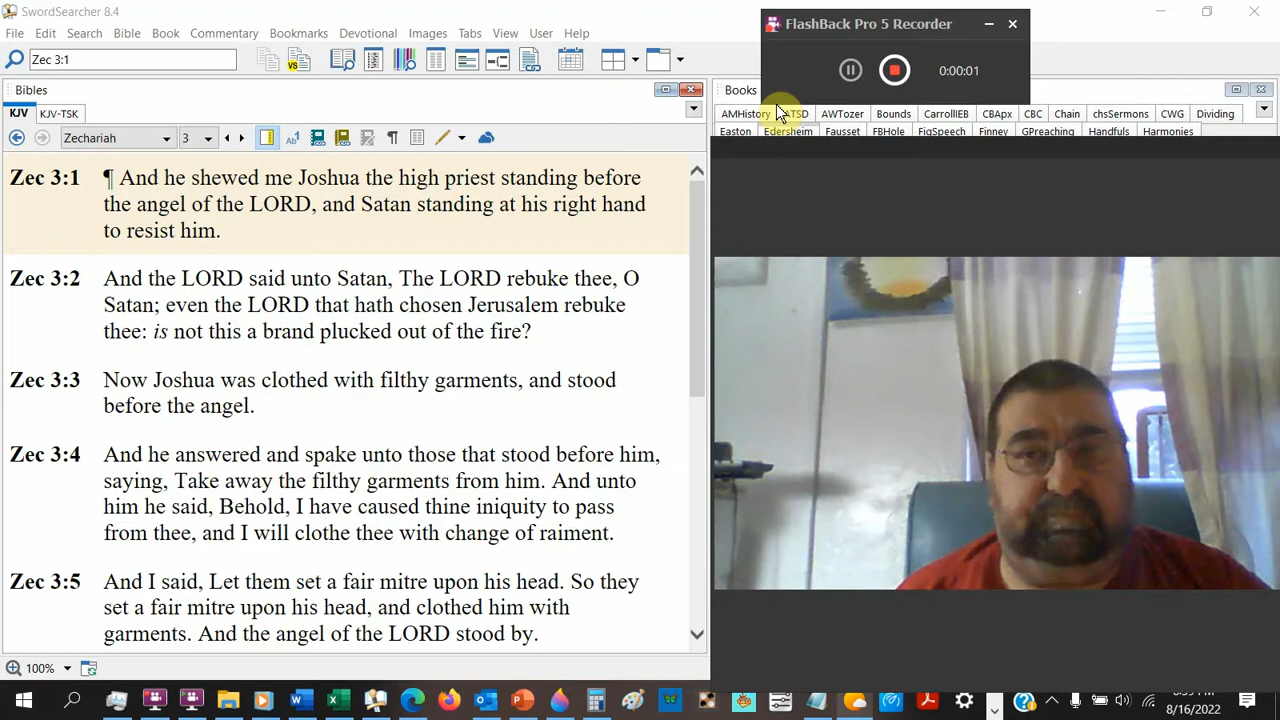 SwordSearcher 8.4
File Edit Search Bible Book Commentary Bookmarks Devotional Images Tabs View User Help
Zec 3:1
FlashBack Pro 5 Recorder
0:00:01
Bibles
KJV KJV-TSK
Zechariah 3
Zec 3:1 ¶ And he shewed me Joshua the high priest standing before
the angel of the LORD, and Satan standing at his right hand
to resist him.
Zec 3:2 And the LORD said unto Satan, The LORD rebuke thee, O
Satan; even the LORD that hath chosen Jerusalem rebuke
thee: is not this a brand plucked out of the fire?
Zec 3:3 Now Joshua was clothed with filthy garments, and stood
before the angel.
Zec 3:4 And he answered and spake unto those that stood before him,
saying, Take away the filthy garments from him. And unto
him he said, Behold, I have caused thine iniquity to pass
from thee, and I will clothe thee with change of raiment.
Zec 3:5 And I said, Let them set a fair mitre upon his head. So they
set a fair mitre upon his head, and clothed him with
garments. And the angel of the LORD stood by.
100%
Books
AMHistory ATSD AWTozer Bounds CarrollEB CBApx CBC Chain chsSermons CWG Dividing
Easton Edersheim Fausset FBHole FigSpeech Finney GPreaching Handfuls Harmonies
8/16/2022